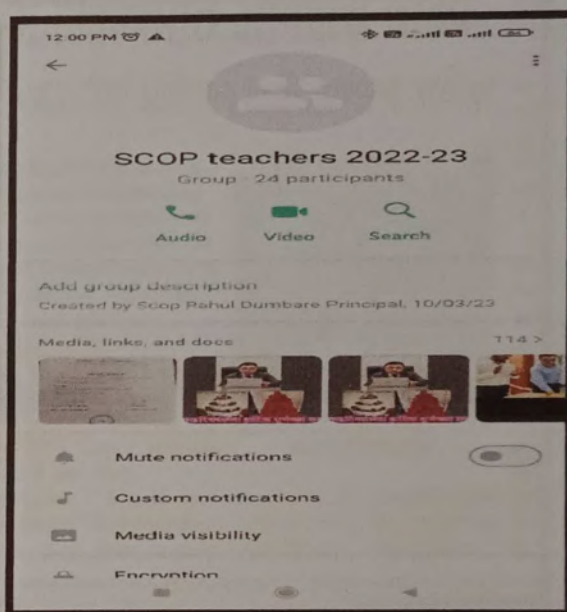 12:00 PM
←
SCOP teachers 2022-23
Group · 24 participants
Audio Video Search
Add group description
Created by Scop Rahul Dumbare Principal, 10/03/23
Media, links, and docs 114 >
Mute notifications
Custom notifications
Media visibility
Encryption